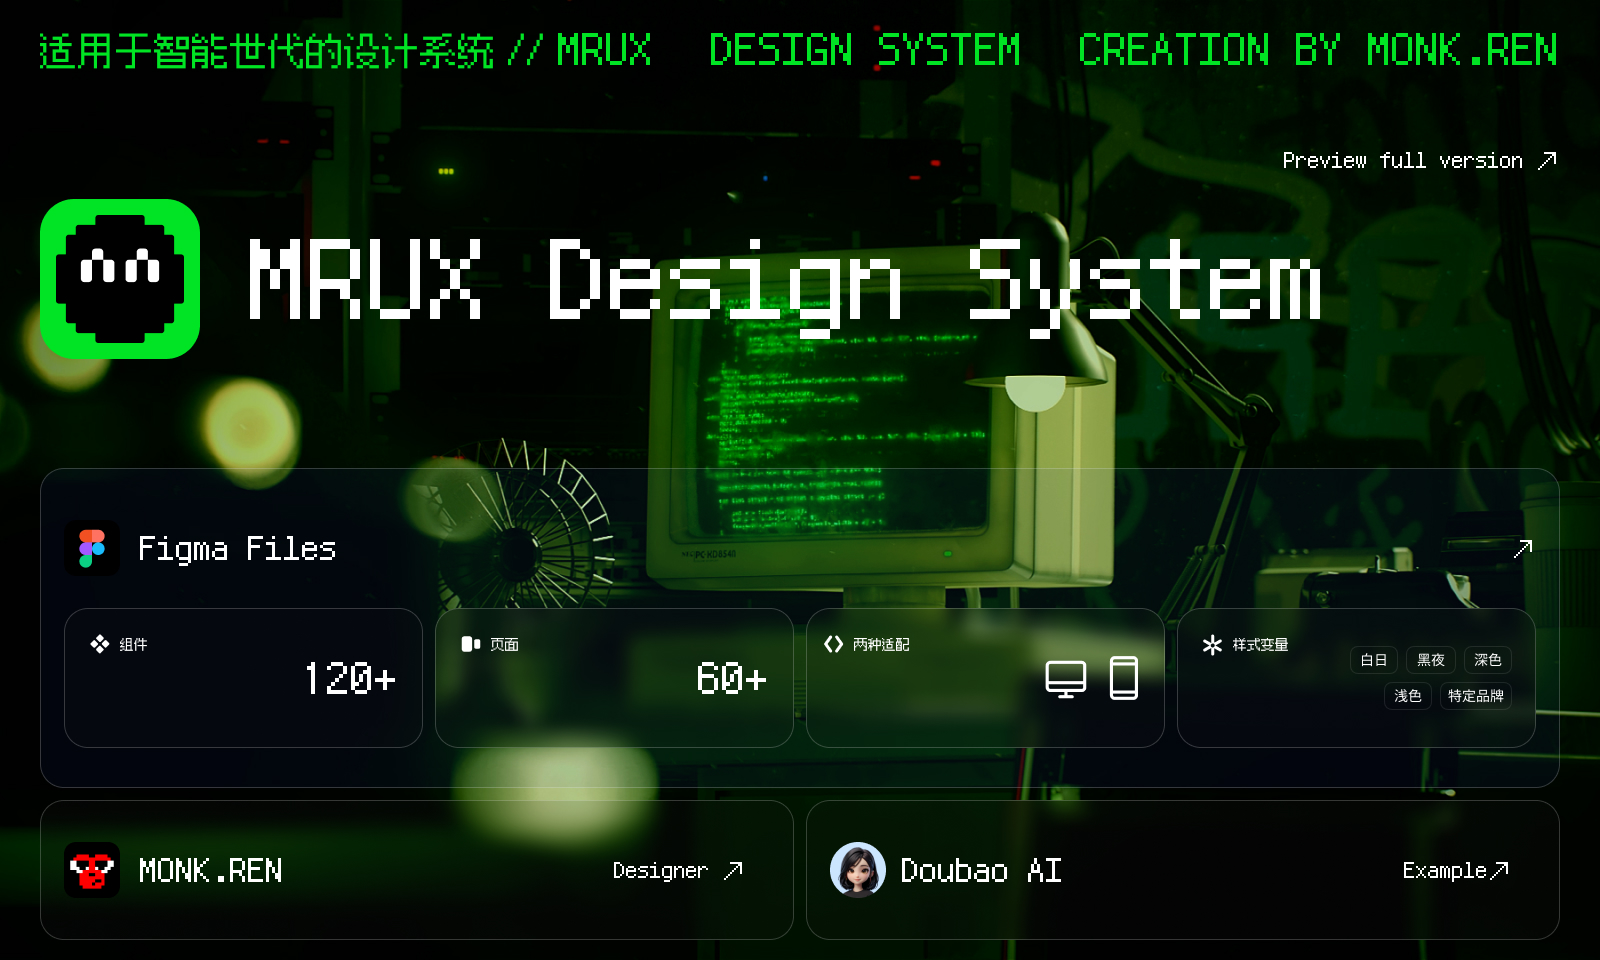 适用于智能世代的设计系统 // MRUX DESIGN SYSTEM CREATION BY MONK.REN
Preview full version
MRUX Design System
Figma Files
组件
120+
页面
60+
两种适配
样式变量
白日 黑夜 深色
浅色 特定品牌
MONK.REN
Designer
Doubao AI
Example